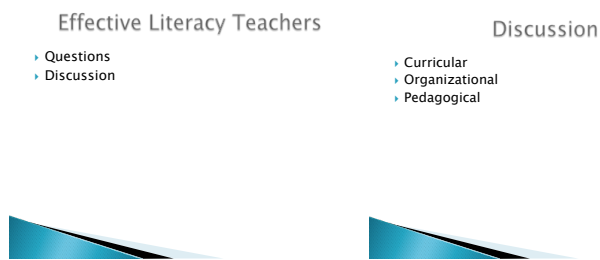 Effective Literacy Teachers
Questions
Discussion
Discussion
Curricular
Organizational
Pedagogical